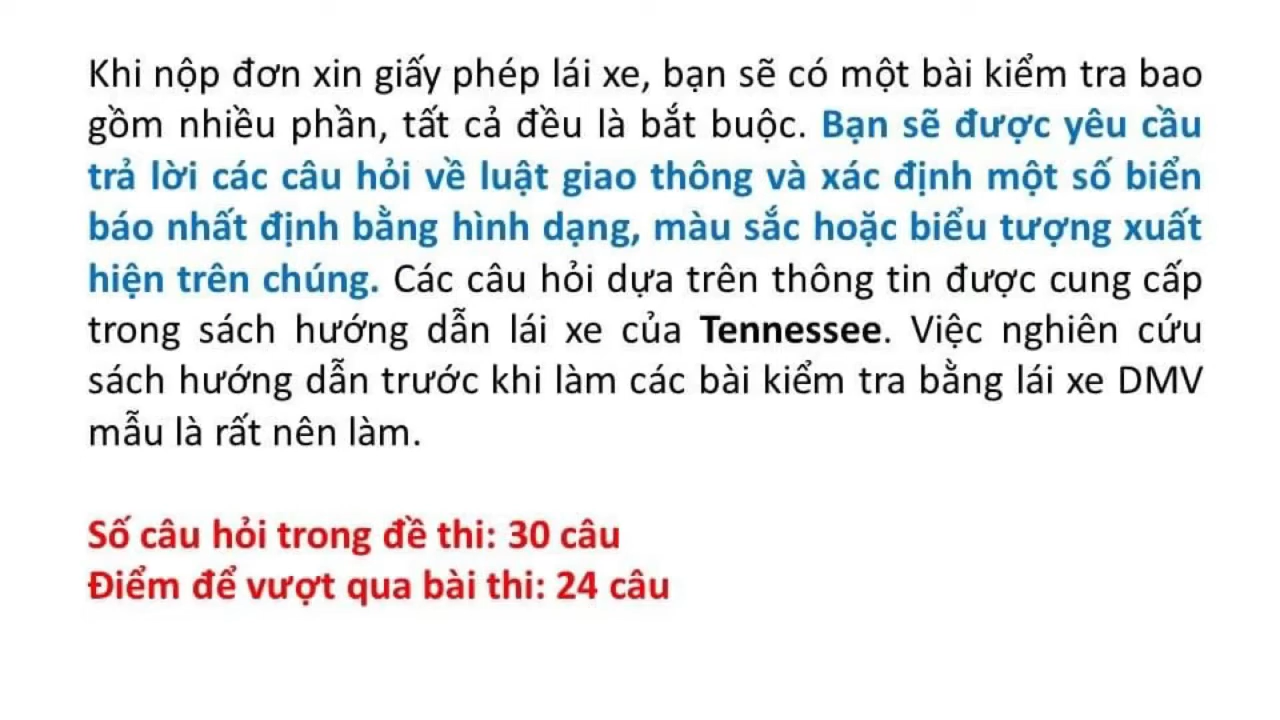 Khi nộp đơn xin giấy phép lái xe, bạn sẽ có một bài kiểm tra bao
gồm nhiều phần, tất cả đều là bắt buộc. Bạn sẽ được yêu cầu
trả lời các câu hỏi về luật giao thông và xác định một số biển
báo nhất định bằng hình dạng, màu sắc hoặc biểu tượng xuất
hiện trên chúng. Các câu hỏi dựa trên thông tin được cung cấp
trong sách hướng dẫn lái xe của Tennessee. Việc nghiên cứu
sách hướng dẫn trước khi làm các bài kiểm tra bằng lái xe DMV
mẫu là rất nên làm.
Số câu hỏi trong đề thi: 30 câu
Điểm để vượt qua bài thi: 24 câu